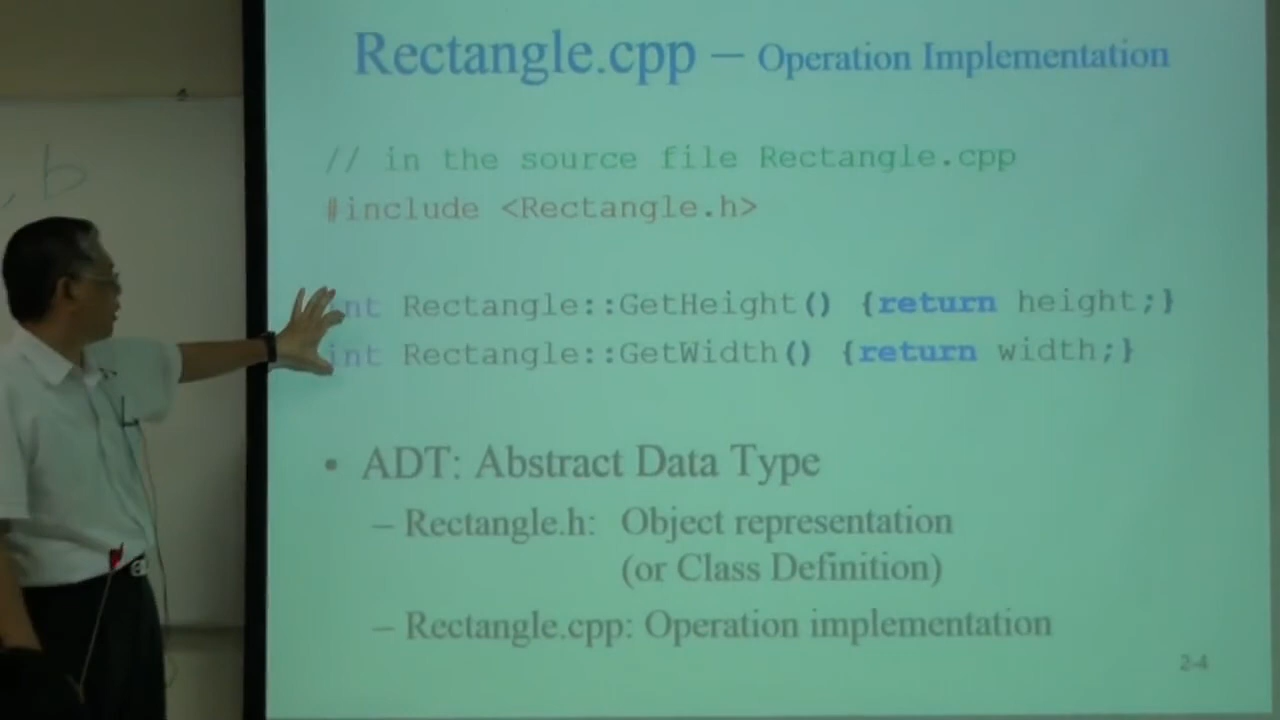 Rectangle.cpp – Operation Implementation
, b
// in the source file Rectangle.cpp
#include <Rectangle.h>
int Rectangle::GetHeight() {return height;}
int Rectangle::GetWidth() {return width;}
• ADT: Abstract Data Type
– Rectangle.h: Object representation
(or Class Definition)
– Rectangle.cpp: Operation implementation
2-4